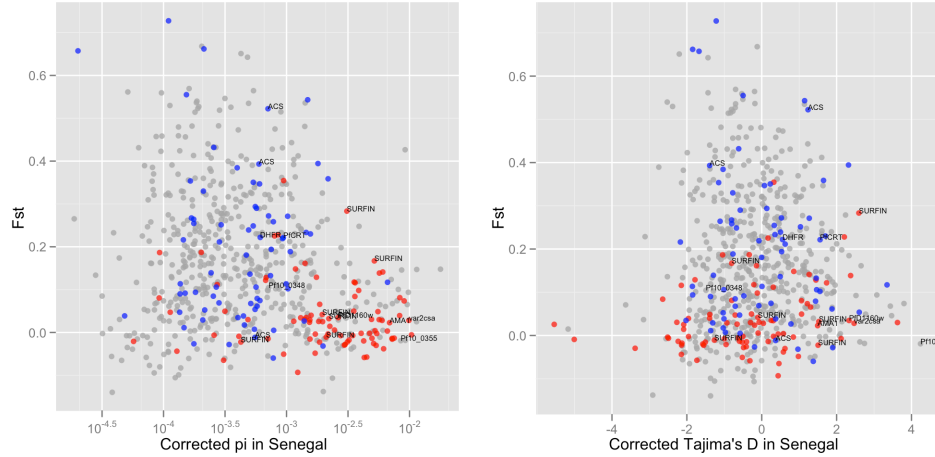 0.6
0.4
0.2
0.0
Fst
ACS
ACS
SURFIN
DHFR
PfCRT
SURFIN
Pf10_0348
SURFIN
AMA1
var2csa
SURFIN
ACS
SURFIN
Pf10_0355
10^-4.5
10^-4
10^-3.5
10^-3
10^-2.5
10^-2
Corrected pi in Senegal
0.6
0.4
0.2
0.0
Fst
ACS
ACS
SURFIN
DHFR
PfCRT
SURFIN
Pf10_0348
SURFIN
SURFIN
AMA1
var2csa
SURFIN
ACS
SURFIN
Pf10
-4
-2
0
2
4
Corrected Tajima's D in Senegal